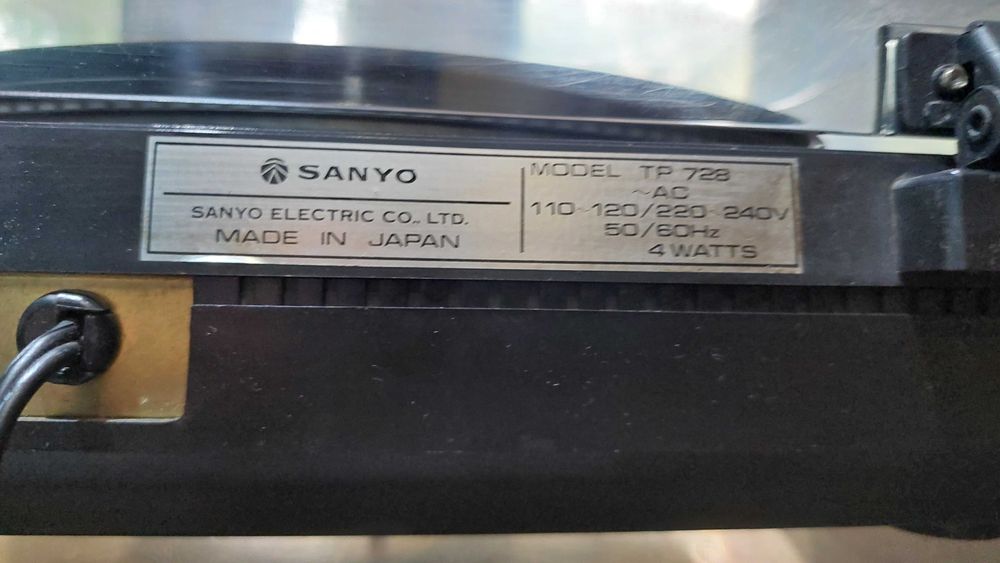 SANYO
SANYO ELECTRIC CO., LTD.
MADE IN JAPAN
MODEL TP 728
~AC
110~120/220~240V
50/60Hz
4 WATTS